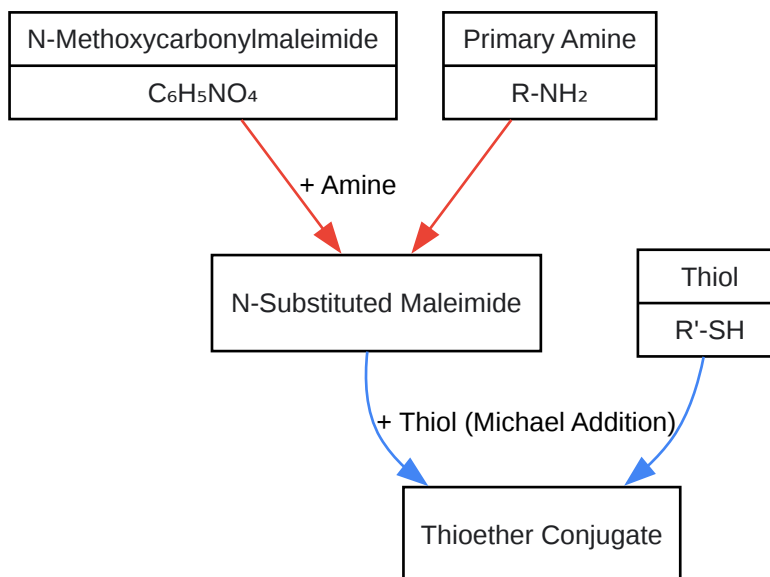 N-Methoxycarbonylmaleimide
C₆H₅NO₄
Primary Amine
R-NH₂
+ Amine
N-Substituted Maleimide
Thiol
R'-SH
+ Thiol (Michael Addition)
Thioether Conjugate